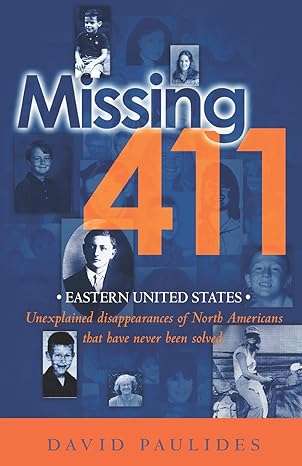 Missing
411
• EASTERN UNITED STATES •
Unexplained disappearances of North Americans
that have never been solved
DAVID PAULIDES